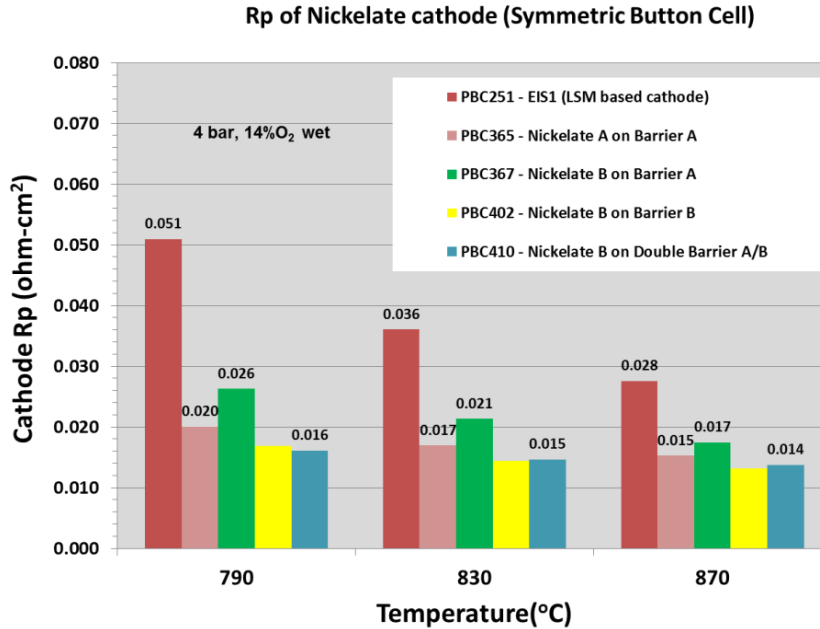 Rp of Nickelate cathode (Symmetric Button Cell)
0.080
0.070
0.060
0.050
0.040
0.030
0.020
0.010
0.000
Cathode Rp (ohm-cm²)
4 bar, 14%O₂ wet
PBC251 - EIS1 (LSM based cathode)
PBC365 - Nickelate A on Barrier A
PBC367 - Nickelate B on Barrier A
PBC402 - Nickelate B on Barrier B
PBC410 - Nickelate B on Double Barrier A/B
0.051
0.020
0.026
0.016
0.036
0.017
0.021
0.015
0.028
0.015
0.017
0.014
790
830
870
Temperature(°C)